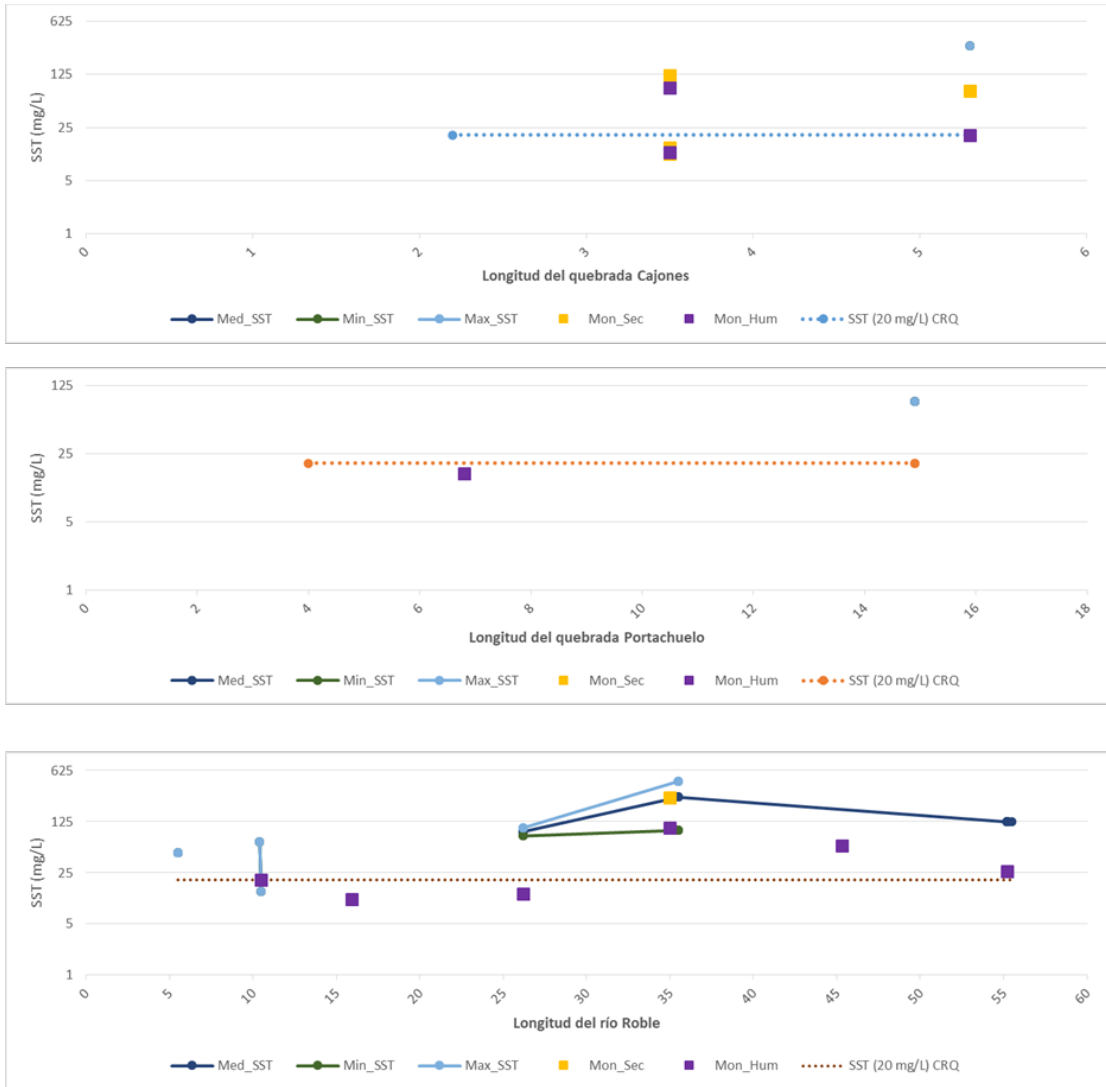 625
125
25
5
1
SST (mg/L)
0 1 2 3 4 5 6
Longitud del quebrada Cajones
Med_SST Min_SST Max_SST Mon_Sec Mon_Hum SST (20 mg/L) CRQ
125
25
5
1
SST (mg/L)
0 2 4 6 8 10 12 14 16 18
Longitud del quebrada Portachuelo
Med_SST Min_SST Max_SST Mon_Sec Mon_Hum SST (20 mg/L) CRQ
625
125
25
5
1
SST (mg/L)
0 5 10 15 20 25 30 35 40 45 50 55 60
Longitud del río Roble
Med_SST Min_SST Max_SST Mon_Sec Mon_Hum SST (20 mg/L) CRQ